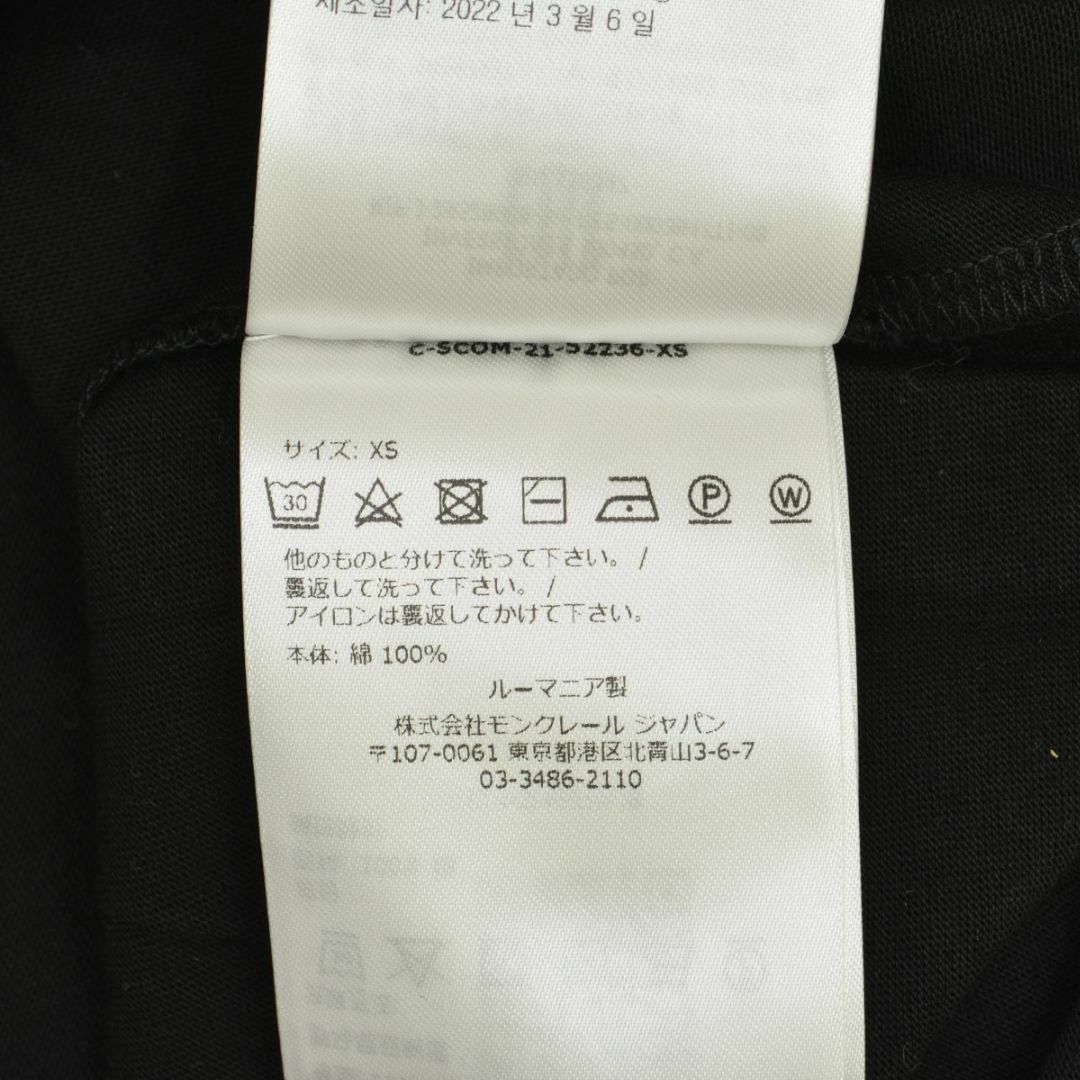 제조일자: 2022 년 3 월 6 일
C-SCOM-21-52236-XS
サイズ: XS
30 P W
他のものと分けて洗って下さい。 /
裏返して洗って下さい。 /
アイロンは裏返してかけて下さい。
本体: 綿 100%
ルーマニア製
株式会社モンクレール ジャパン
〒107-0061 東京都港区北青山3-6-7
03-3486-2110